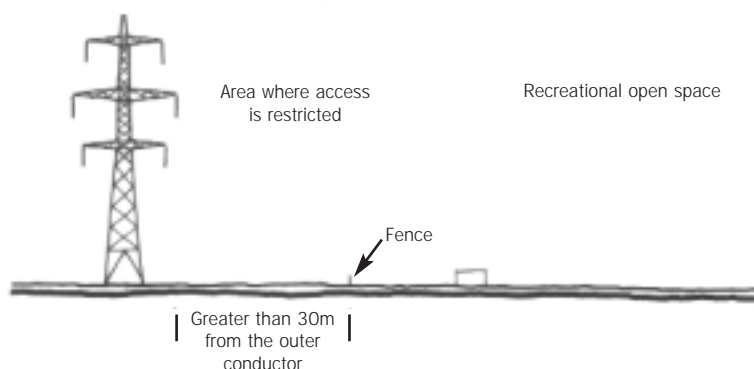 Area where access
is restricted
Recreational open space
Fence
Greater than 30m
from the outer
conductor